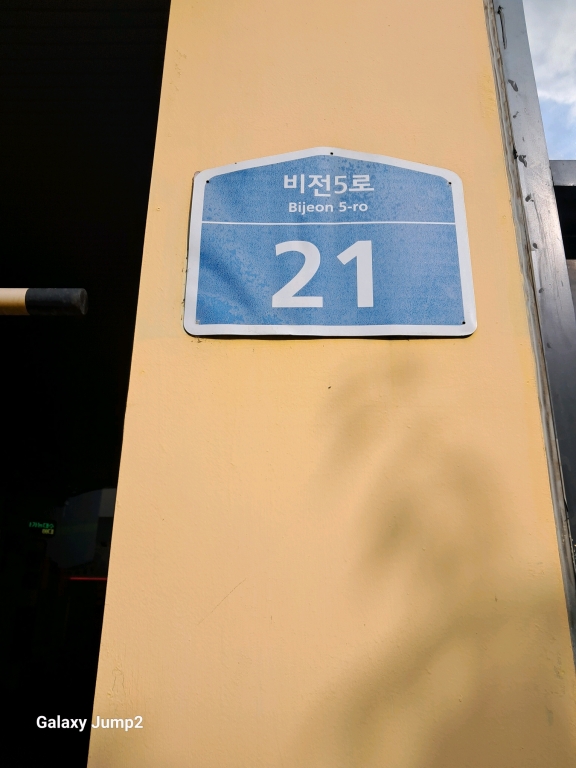 비전5로
Bijeon 5-ro
21
Galaxy Jump2